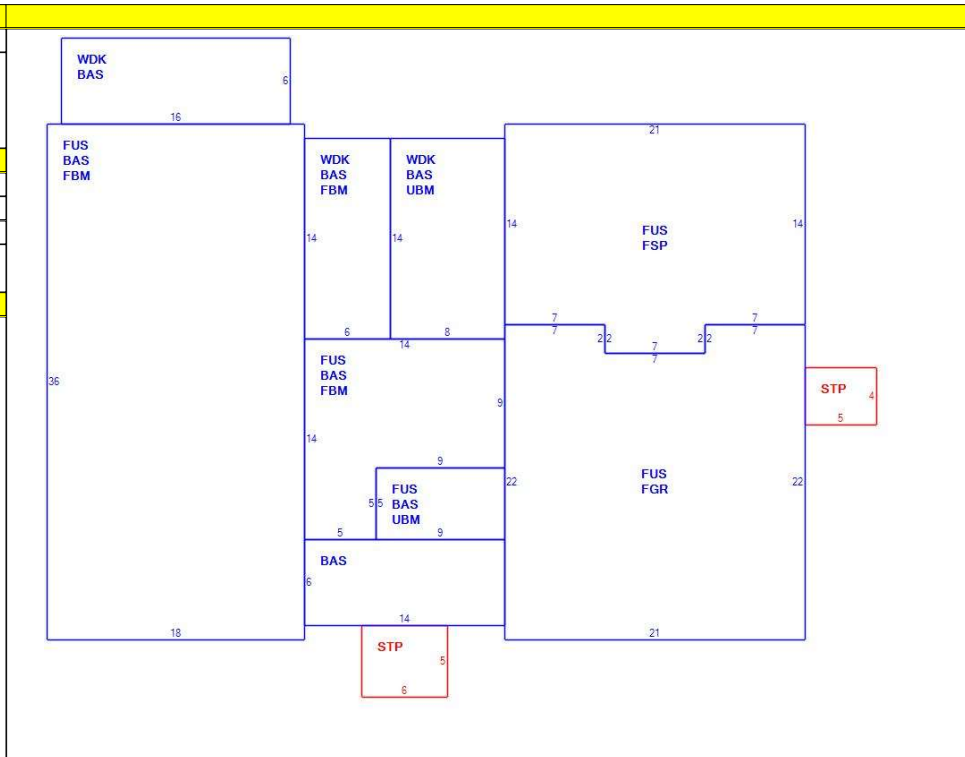 WDK
BAS
6
16
FUS
BAS
FBM
36
18
WDK
BAS
FBM
14
6
WDK
BAS
UBM
14
8
14
FUS
BAS
FBM
14
9
9
5
5 5
FUS
BAS
UBM
9
BAS
6
14
STP
5
6
21
14
14
FUS
FSP
7
7
2 2
7
7
2 2
7
7
FUS
FGR
22
22
21
STP
4
5